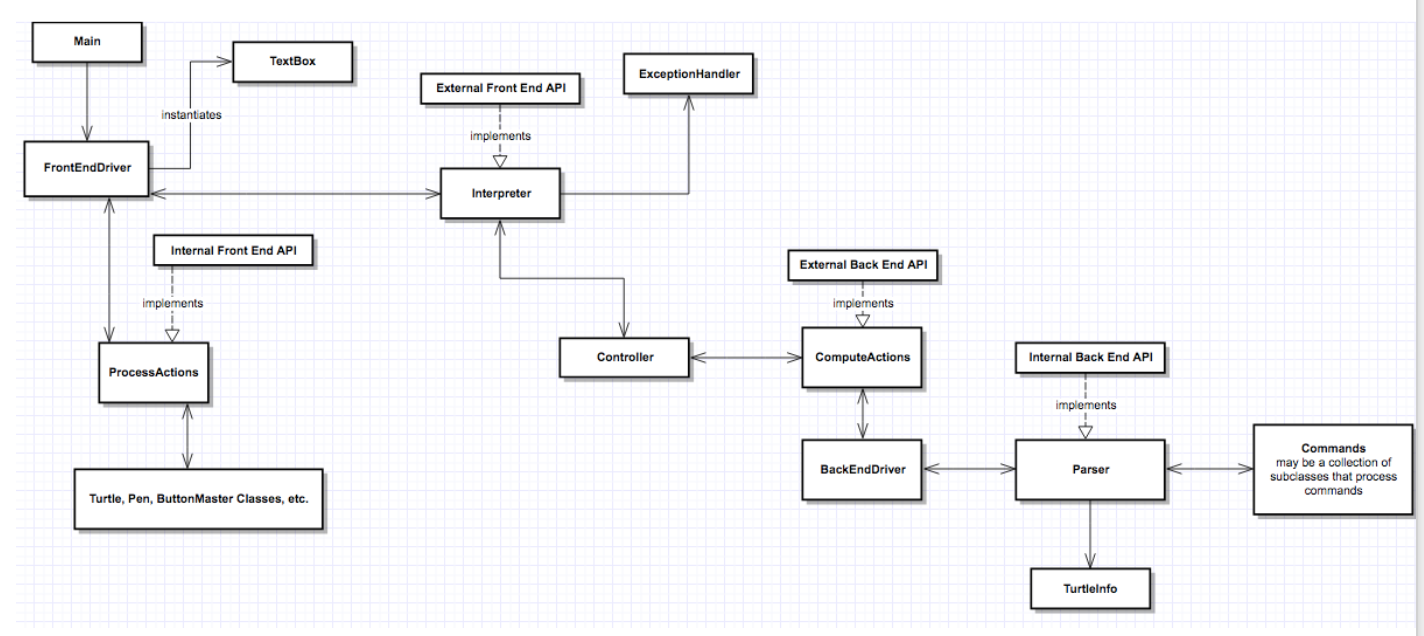 Main
TextBox
ExceptionHandler
External Front End API
instantiates
implements
FrontEndDriver
Interpreter
Internal Front End API
External Back End API
implements
implements
Controller
ComputeActions
Internal Back End API
ProcessActions
implements
Commands
may be a collection of
subclasses that process
commands
BackEndDriver
Parser
Turtle, Pen, ButtonMaster Classes, etc.
TurtleInfo